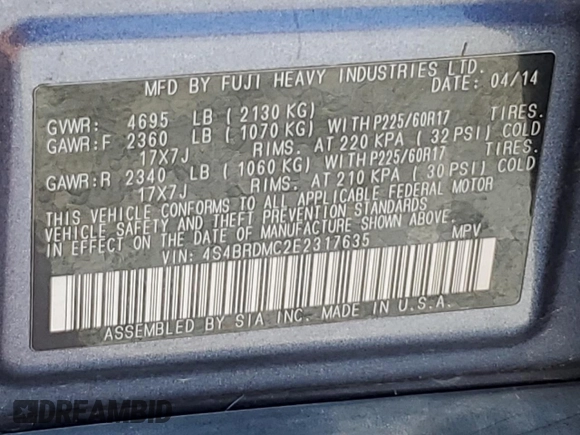 MFD BY FUJI HEAVY INDUSTRIES LTD.
DATE: 04/14
GVWR: 4695 LB ( 2130 KG)
GAWR:F 2360 LB ( 1070 KG) WITH P225/60R17 TIRES.
17X7J RIMS. AT 220 KPA ( 32 PSI) COLD
GAWR:R 2340 LB ( 1060 KG) WITH P225/60R17 TIRES.
17X7J RIMS. AT 210 KPA ( 30 PSI) COLD
THIS VEHICLE CONFORMS TO ALL APPLICABLE FEDERAL MOTOR
VEHICLE SAFETY AND THEFT PREVENTION STANDARDS
IN EFFECT ON THE DATE OF MANUFACTURE SHOWN ABOVE.
VIN: 4S4BRDMC2E2317635 MPV
ASSEMBLED BY SIA INC. MADE IN U.S.A.
DREAMBID